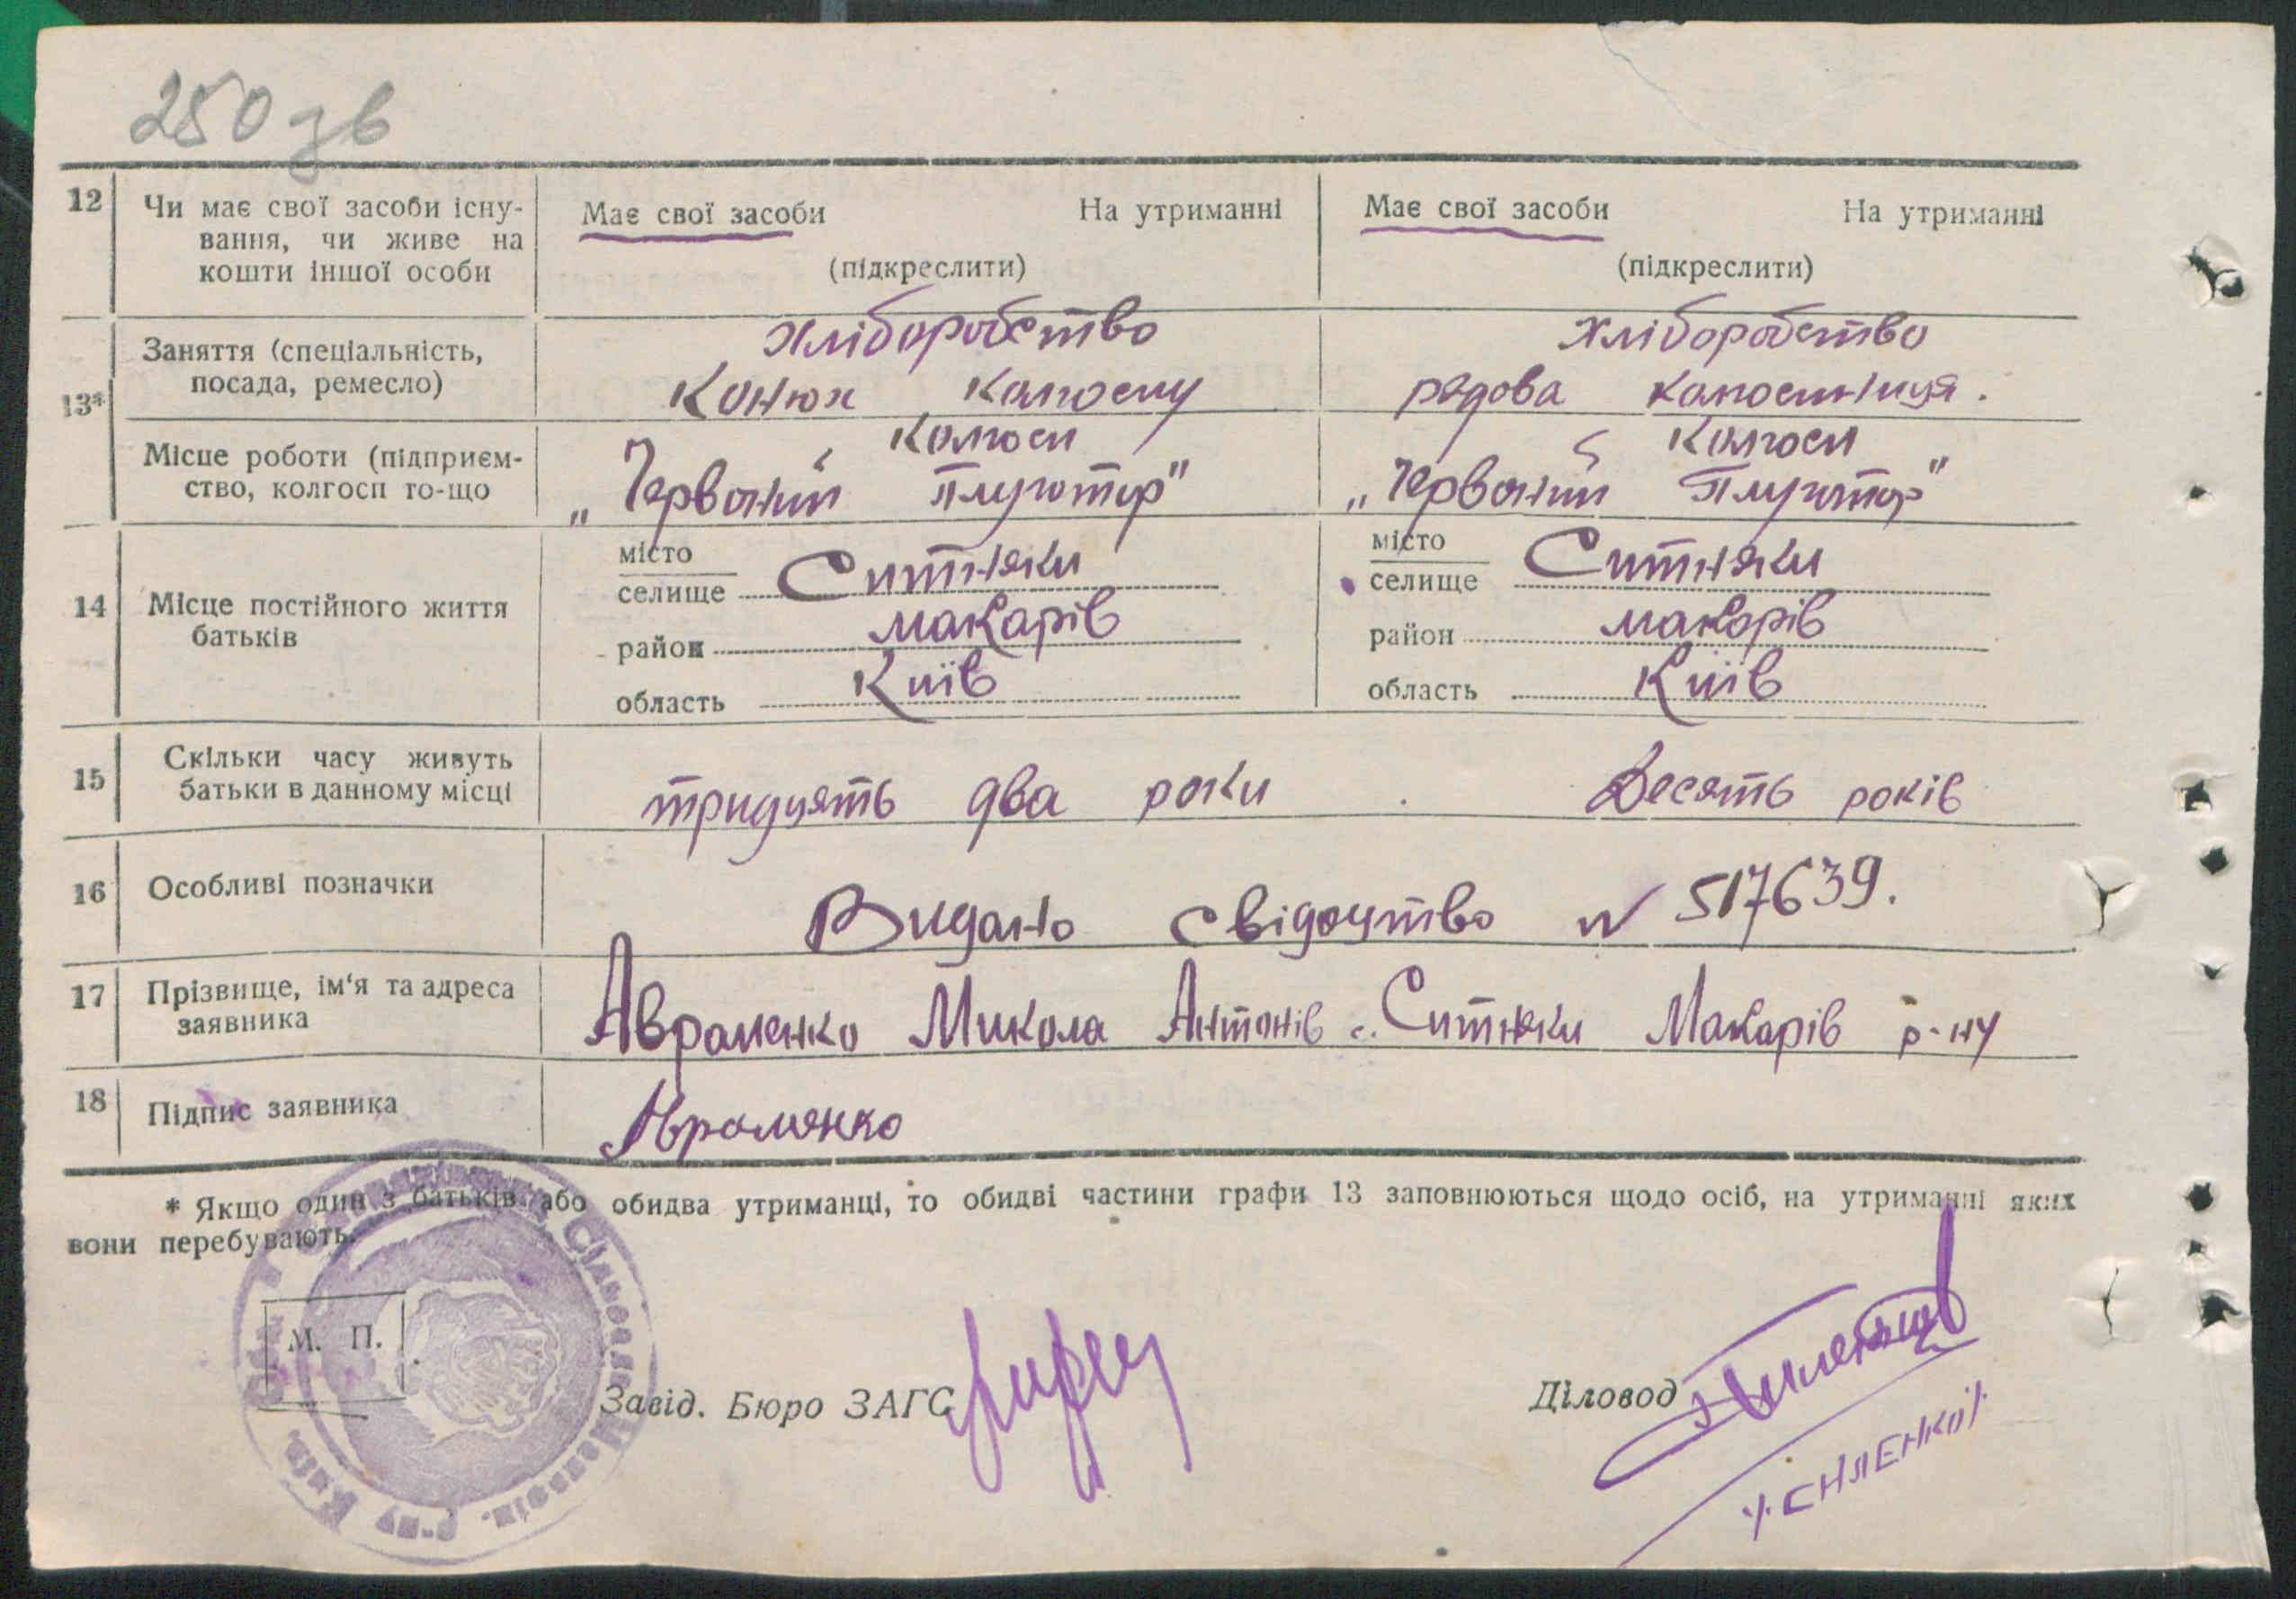 250 зв
12 Чи має свої засоби існу- Має свої засоби На утриманні Має свої засоби На утриманні
вання, чи живе на
кошти іншої особи (підкреслити) (підкреслити)
13* Заняття (спеціальність, хліборобство хліборобство
посада, ремесло) Конюх колгоспу рядова колгоспниця.
Місце роботи (підприєм- Колгосп Колгосп
ство, колгосп то-що „Червоний Плугатар" „Червоний Плугатар"
14 Місце постійного життя місто місто
батьків селище Ситняки селище Ситняки
район Макарів район Макарів
область Київ область Київ
15 Скільки часу живуть
батьки в данному місці тридцять два роки Десять років
16 Особливі позначки Видано свідоцтво N 517639.
17 Прізвище, ім'я та адреса
заявника Авраменко Микола Антонів с. Ситняки Макарів р-ну
18 Підпис заявника Авраменко
* Якщо один з батьків або обидва утриманці, то обидві частини графи 13 заповнюються щодо осіб, на утриманні яких
вони перебувають.
М. П.
Завід. Бюро ЗАГС
Діловод